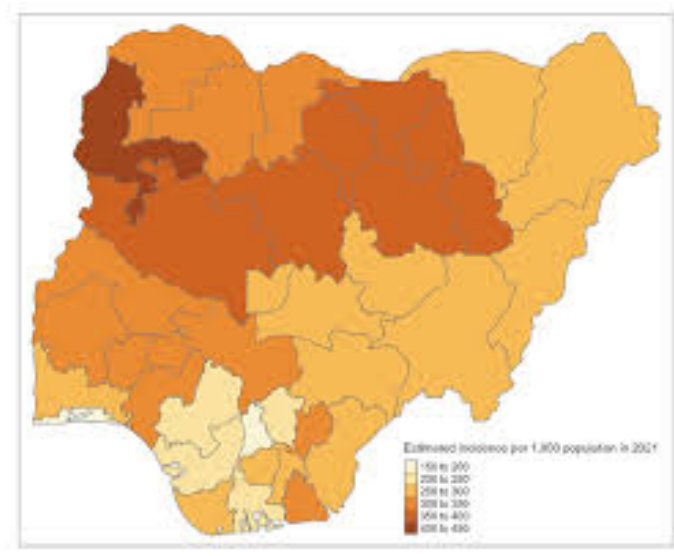 Estimated incidence per 1,000 population in 2021
150 to 200
200 to 250
250 to 300
300 to 350
350 to 400
400 to 450